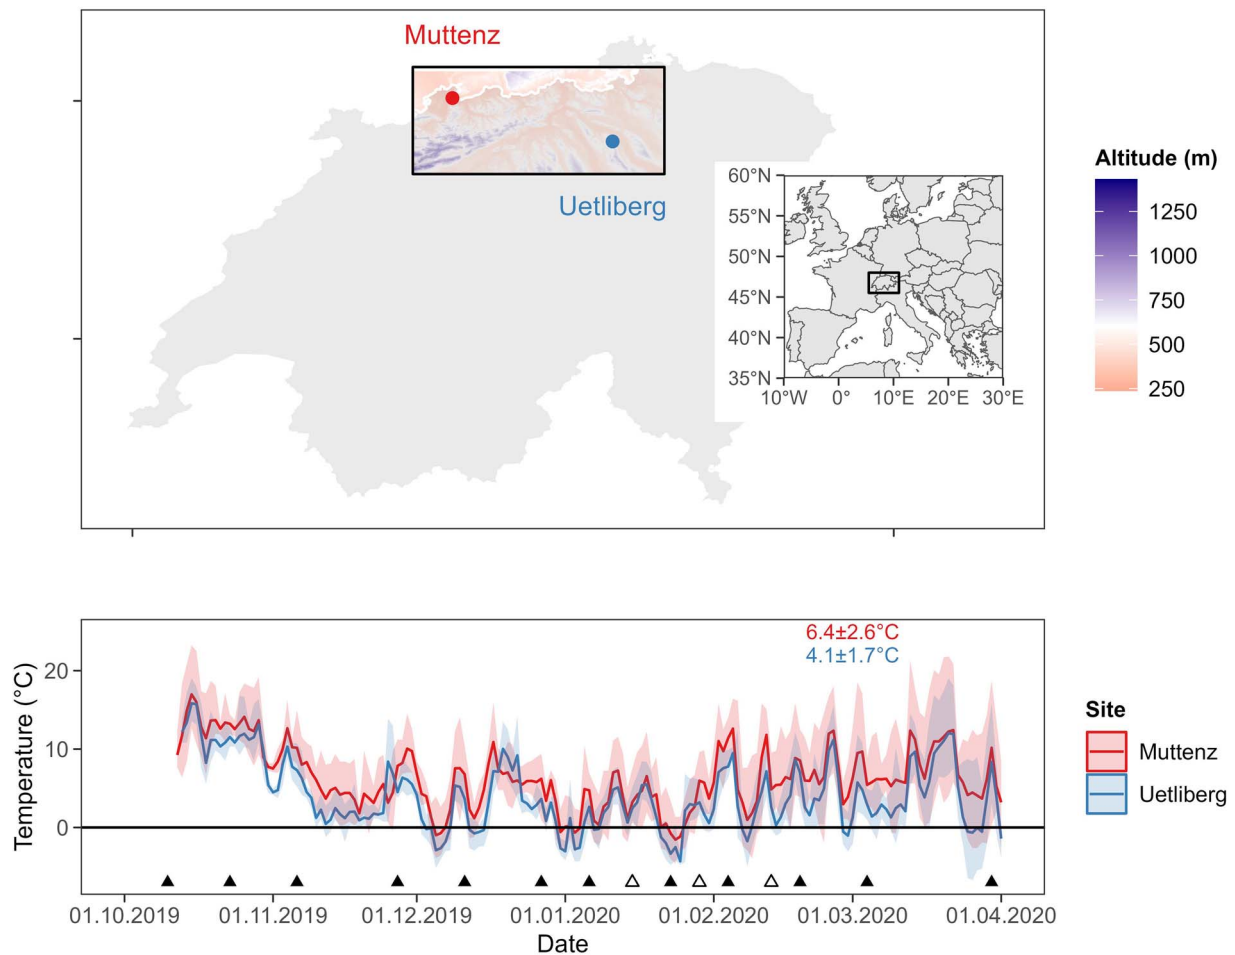 Muttenz
Uetliberg
60°N
55°N
50°N
45°N
40°N
35°N
10°W 0° 10°E 20°E 30°E
Altitude (m)
1250
1000
750
500
250
6.4±2.6°C
4.1±1.7°C
Temperature (°C)
20
10
0
01.10.2019 01.11.2019 01.12.2019 01.01.2020 01.02.2020 01.03.2020 01.04.2020
Date
Site
Muttenz
Uetliberg